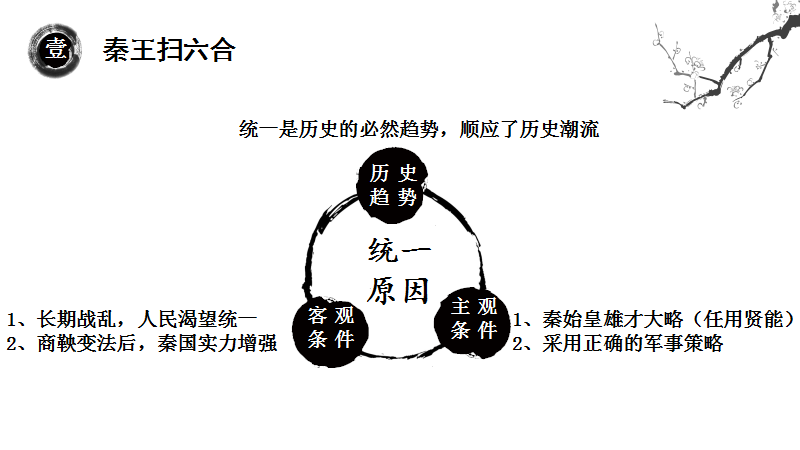 壹
秦王扫六合
统一是历史的必然趋势，顺应了历史潮流
历史
趋势
统一
原因
客观
条件
主观
条件
1、长期战乱，人民渴望统一
2、商鞅变法后，秦国实力增强
1、秦始皇雄才大略（任用贤能）
2、采用正确的军事策略